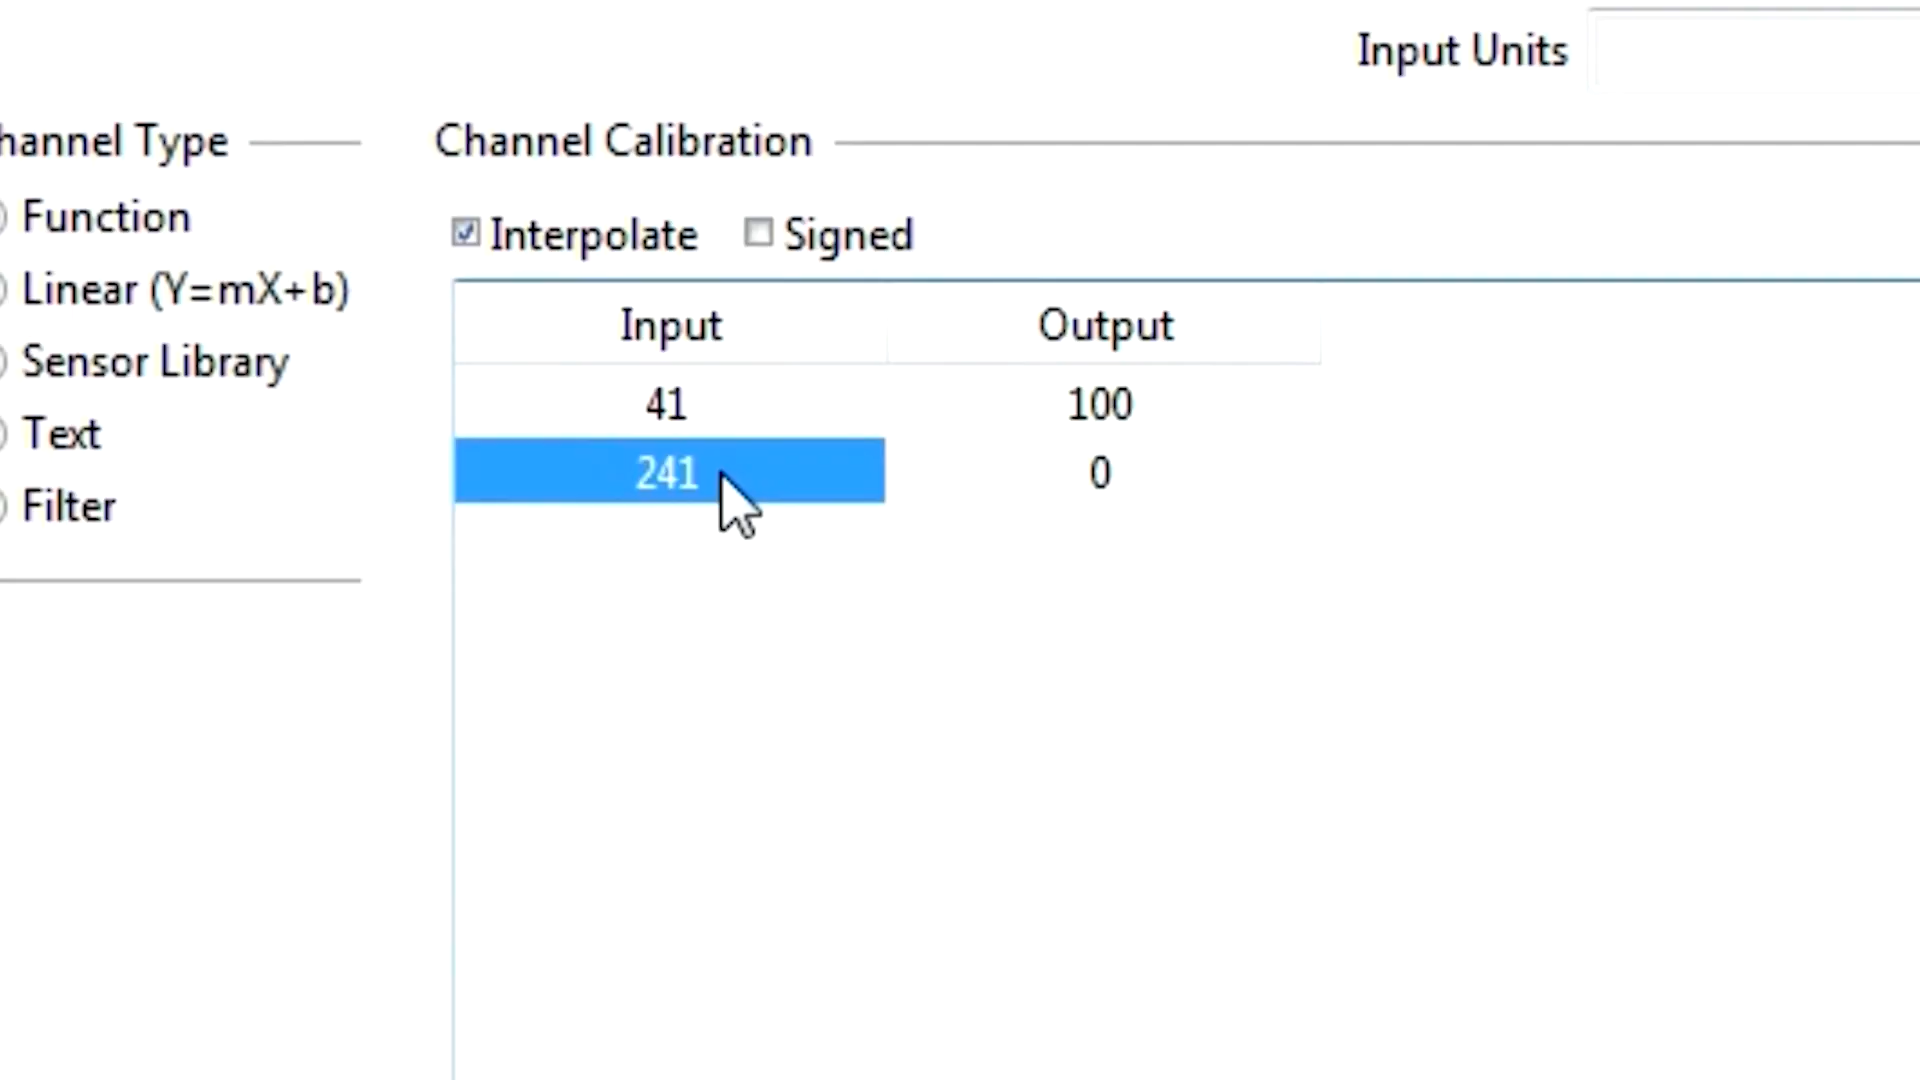 Input Units
hannel Type
Channel Calibration
Function
Interpolate
Signed
Linear (Y=mX+b)
Input
Output
Sensor Library
41
100
Text
241
0
Filter